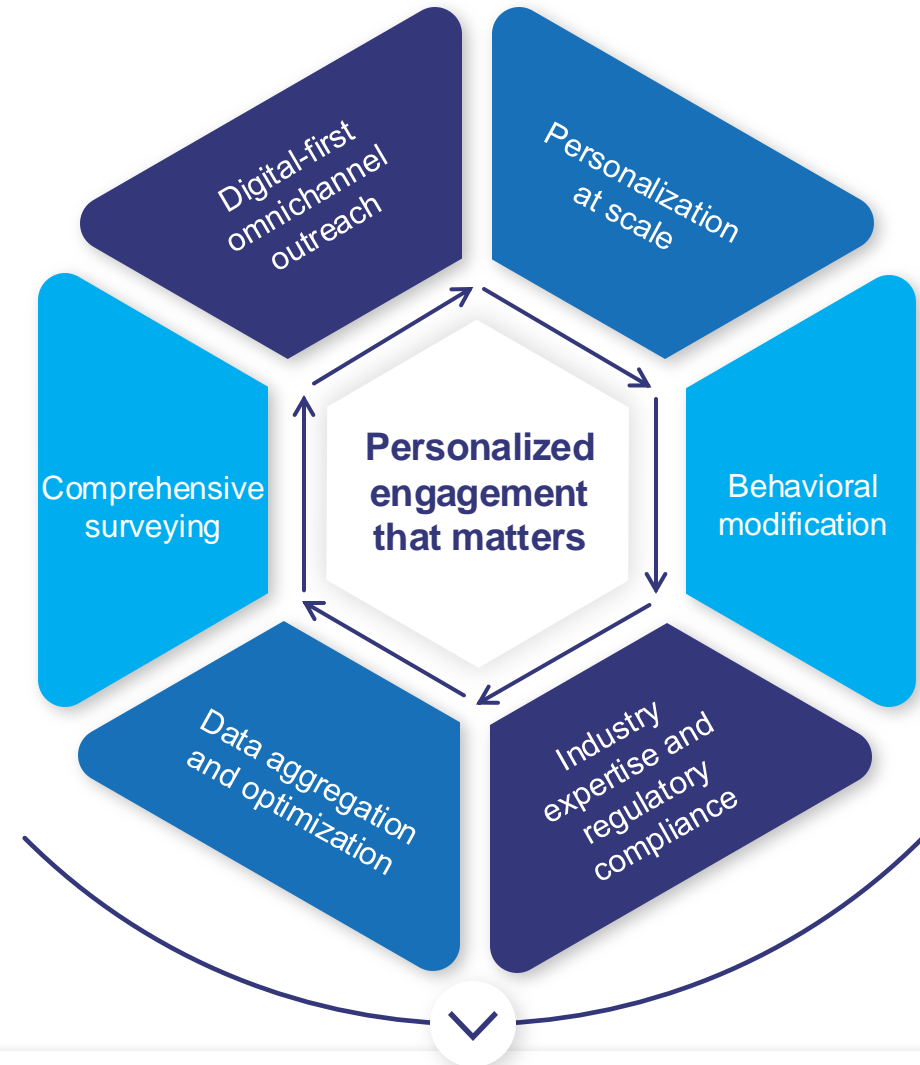 Digital-first
omnichannel
outreach
Personalization
at scale
Comprehensive
surveying
Personalized
engagement
that matters
Behavioral
modification
Data aggregation
and optimization
Industry
expertise and
regulatory
compliance